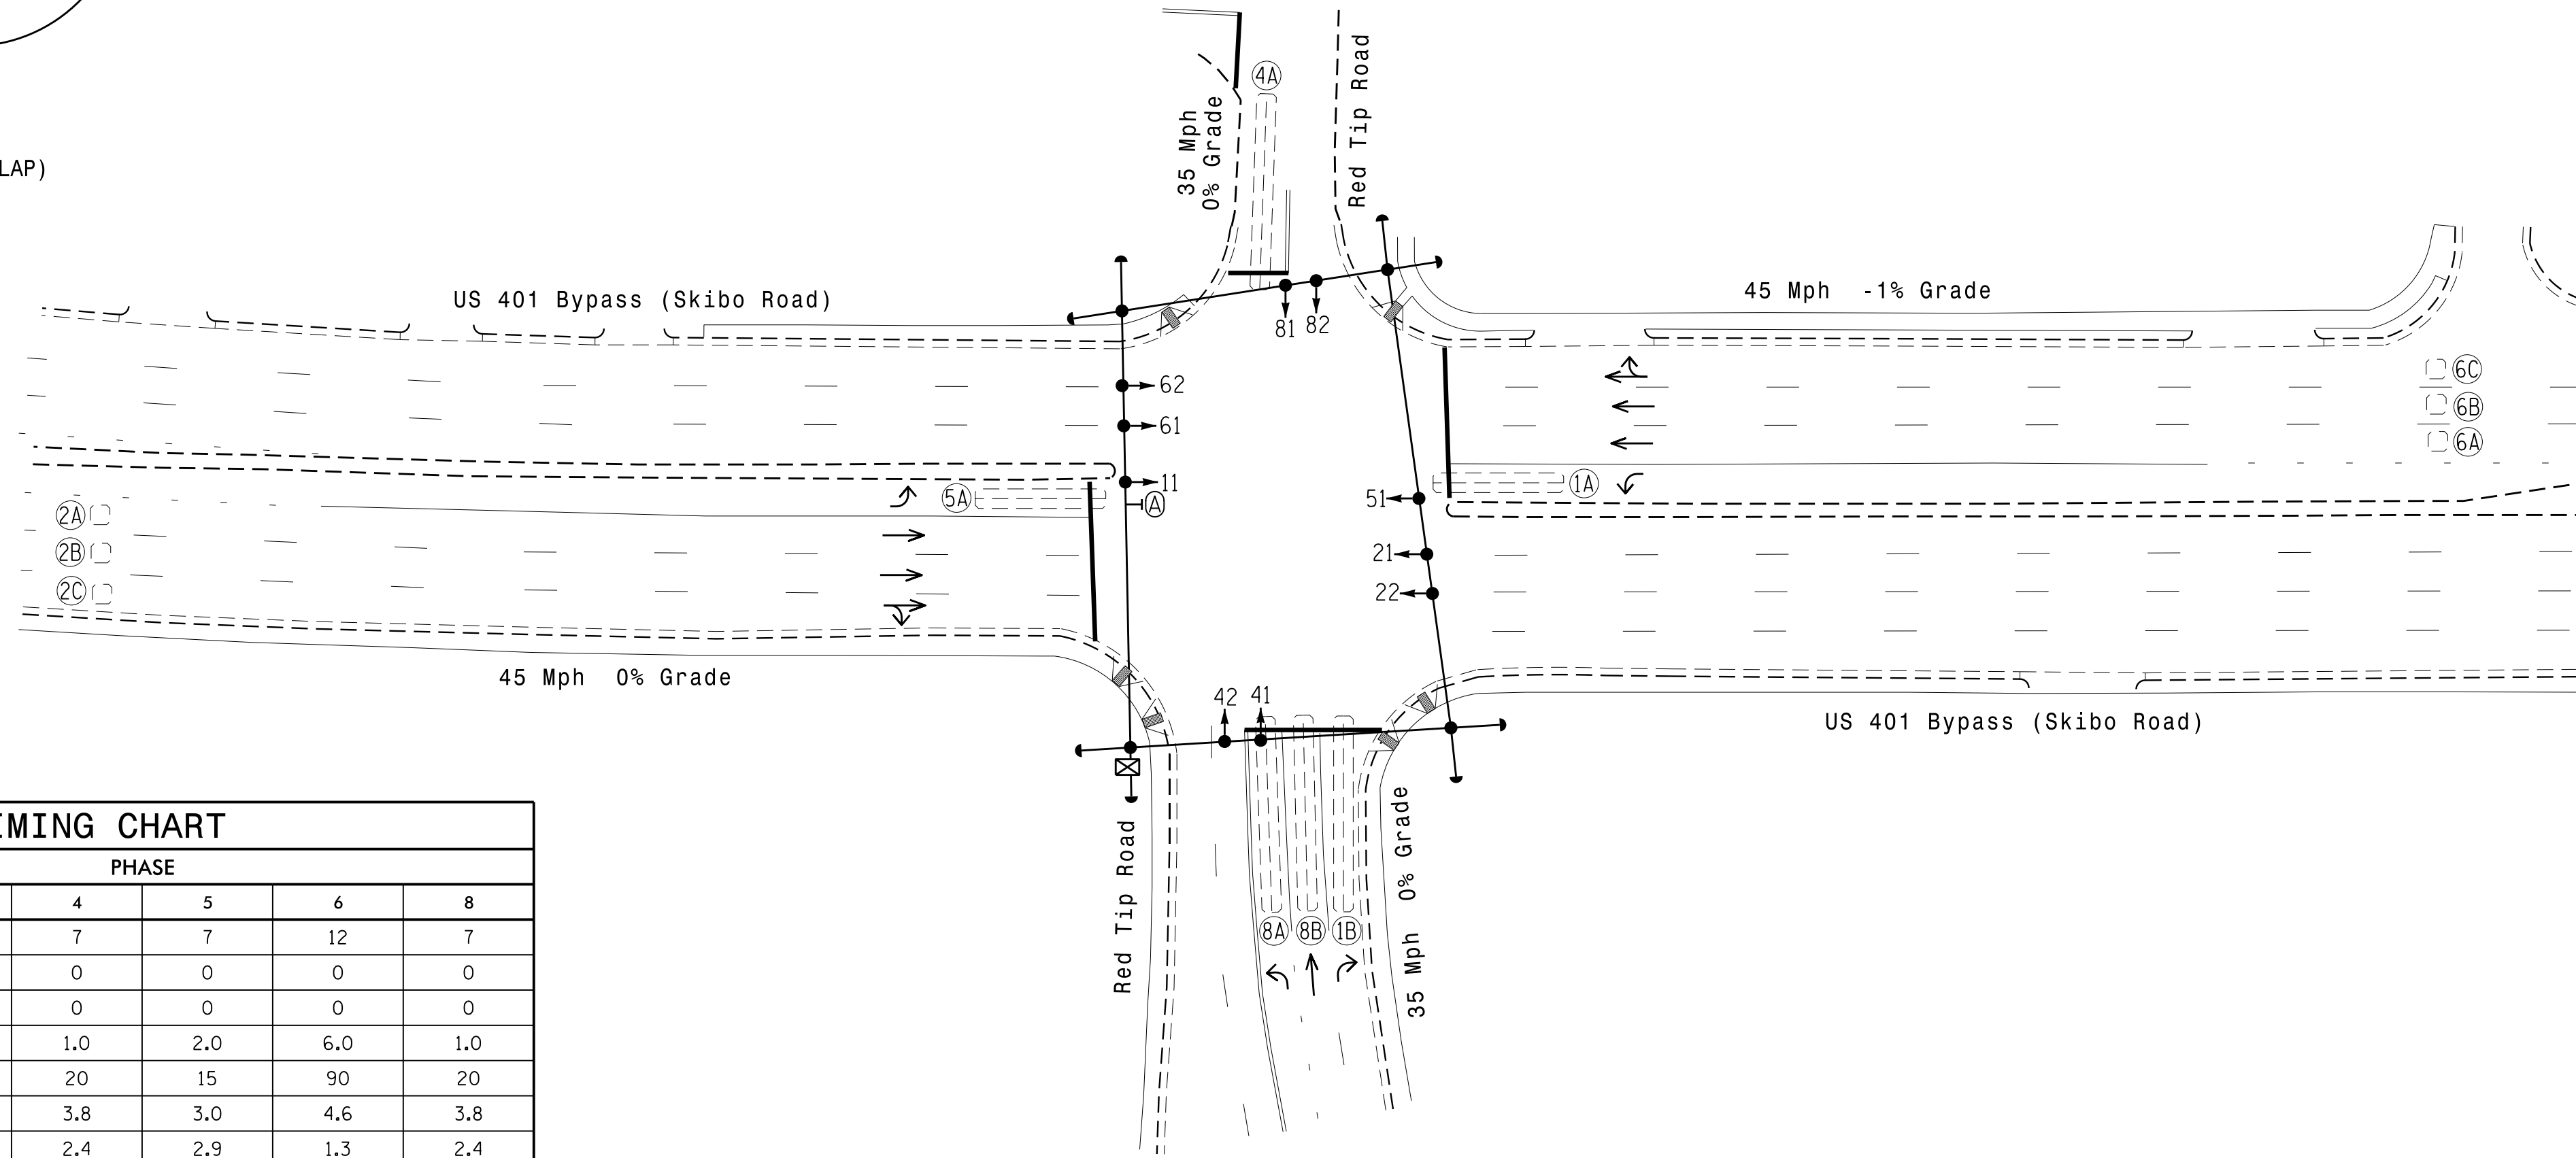 LAP)
35 Mph
0% Grade
4A
Red Tip Road
US 401 Bypass (Skibo Road)
45 Mph -1% Grade
81 82
62
61
11
A
5A
2A
2B
2C
51
21
22
1A
6C
6B
6A
45 Mph 0% Grade
US 401 Bypass (Skibo Road)
42 41
Red Tip Road
8A 8B 1B
35 Mph 0% Grade
IMING CHART
PHASE
4 5 6 8
7 7 12 7
0 0 0 0
0 0 0 0
1.0 2.0 6.0 1.0
20 15 90 20
3.8 3.0 4.6 3.8
2.4 2.9 1.3 2.4